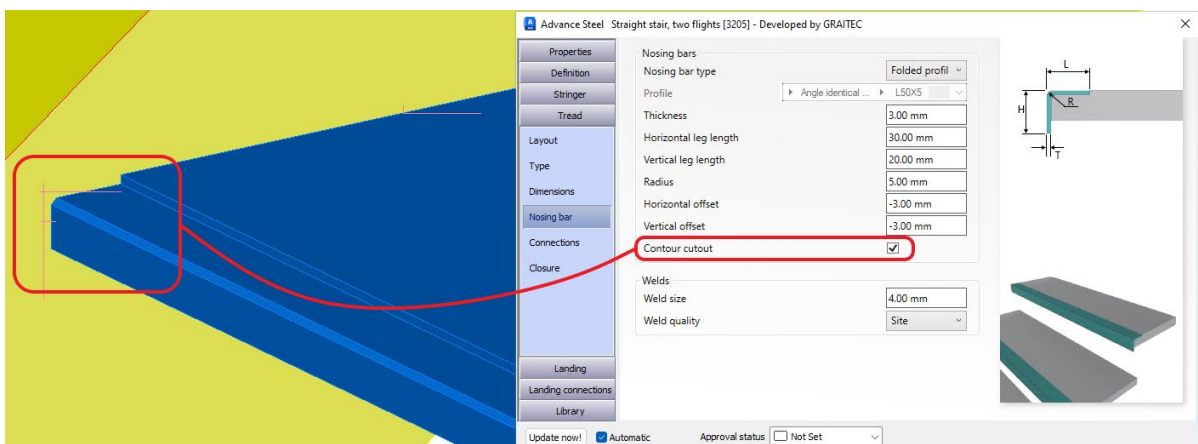 Advance Steel Straight stair, two flights [3205] - Developed by GRAITEC
Properties
Definition
Stringer
Tread
Layout
Type
Dimensions
Nosing bar
Connections
Closure
Landing
Landing connections
Library
Nosing bars
Nosing bar type Folded profil
Profile Angle identical ... L50X5
Thickness 3.00 mm
Horizontal leg length 30.00 mm
Vertical leg length 20.00 mm
Radius 5.00 mm
Horizontal offset -3.00 mm
Vertical offset -3.00 mm
Contour cutout
Welds
Weld size 4.00 mm
Weld quality Site
L
R
H
T
Update now! Automatic Approval status Not Set